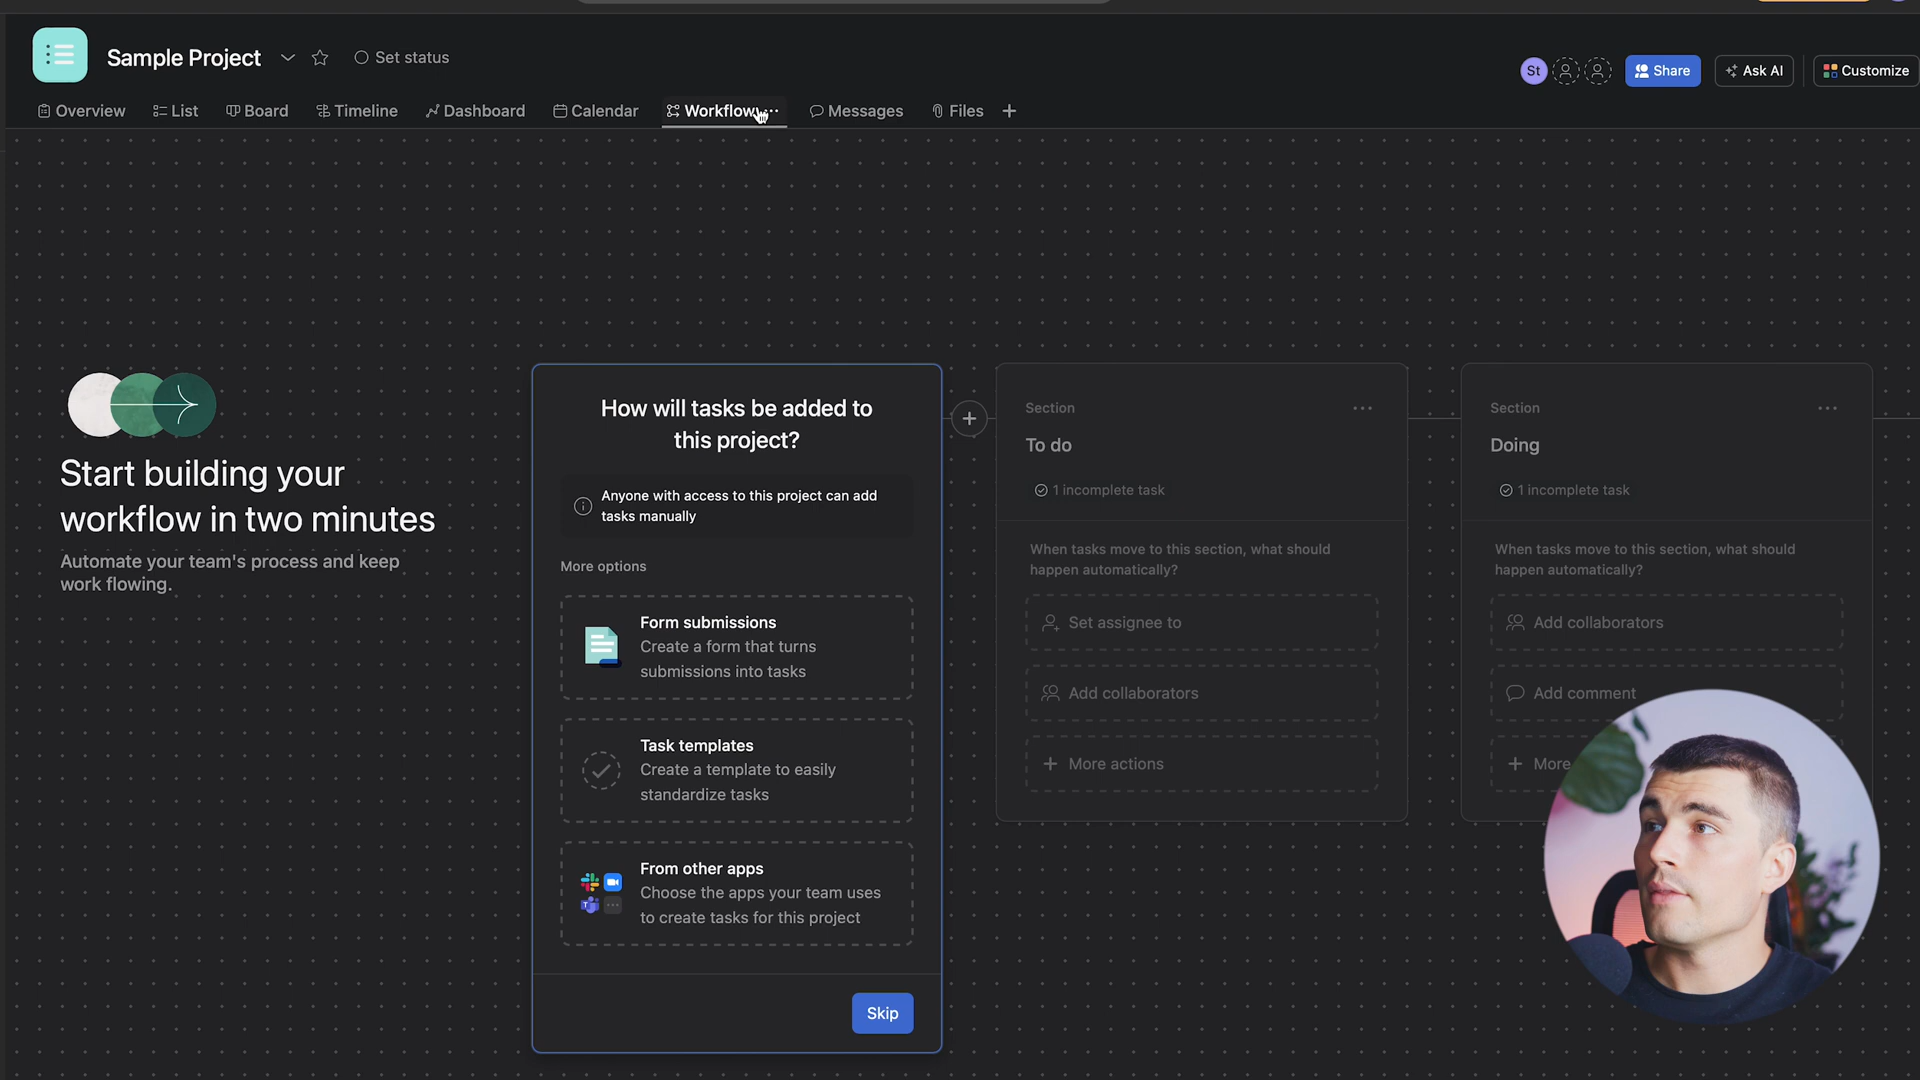 Sample Project
Set status
St
Share
Ask AI
Customize
Overview
List
Board
Timeline
Dashboard
Calendar
Workflow
Messages
Files
Start building your
workflow in two minutes
Automate your team's process and keep
work flowing.
How will tasks be added to
this project?
Anyone with access to this project can add
tasks manually
More options
Form submissions
Create a form that turns
submissions into tasks
Task templates
Create a template to easily
standardize tasks
From other apps
Choose the apps your team uses
to create tasks for this project
Skip
Section
To do
1 incomplete task
When tasks move to this section, what should
happen automatically?
Set assignee to
Add collaborators
More actions
Section
Doing
1 incomplete task
When tasks move to this section, what should
happen automatically?
Add collaborators
Add comment
More